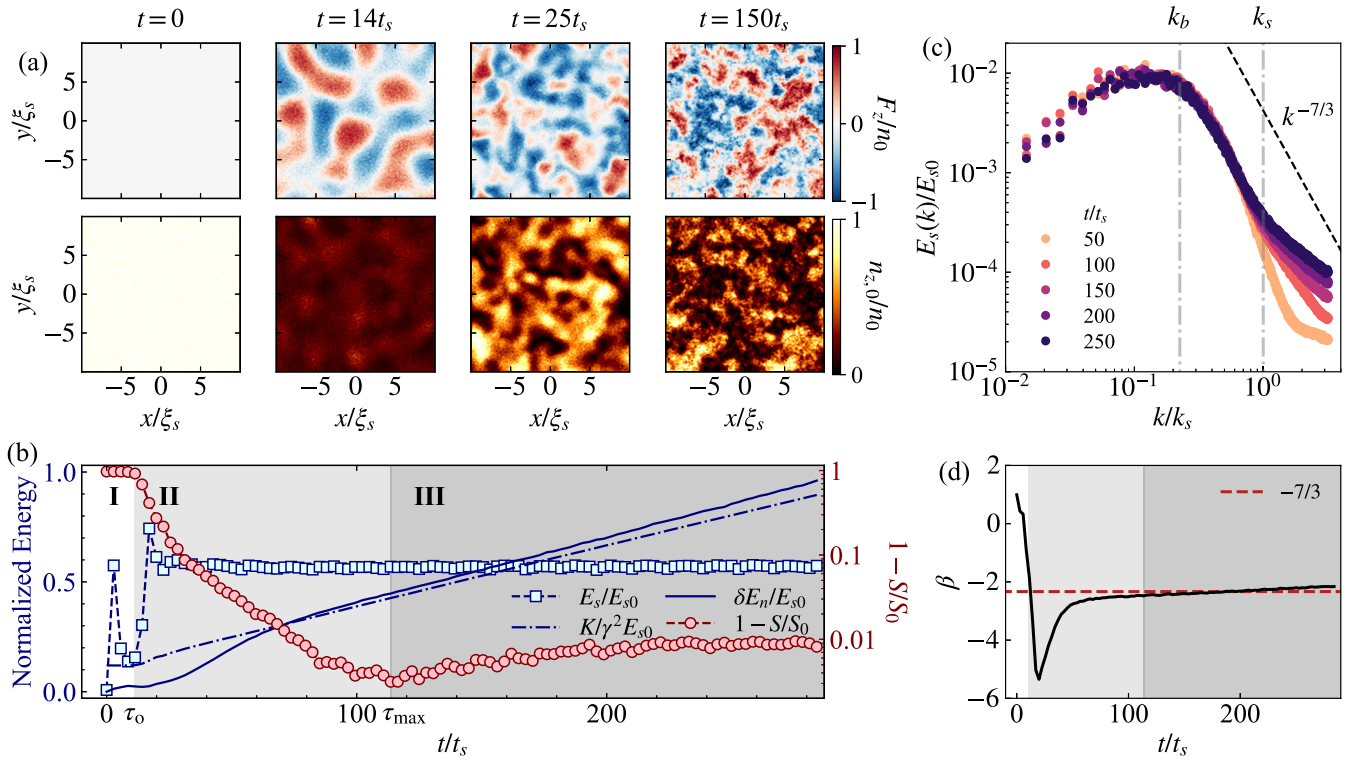 t = 0
t = 14t_s
t = 25t_s
t = 150t_s
(a)
y/ξ_s
5
0
−5
1
0
−1
F_z/n_0
y/ξ_s
5
0
−5
−5 0 5
−5 0 5
−5 0 5
−5 0 5
x/ξ_s
x/ξ_s
x/ξ_s
x/ξ_s
1
0
n_{z,0}/n_0
(b)
Normalized Energy
1.0
0.5
0.0
I
II
III
E_s/E_{s0}
K/γ^2E_{s0}
δE_n/E_{s0}
1 − S/S_0
1
0.1
0.01
1 − S/S_0
0 τ_o 100 τ_max 200
t/t_s
(c)
k_b
k_s
k^{−7/3}
E_s(k)/E_{s0}
10^{−2}
10^{−3}
10^{−4}
10^{−5}
t/t_s
50
100
150
200
250
10^{−2} 10^{−1} 10^0
k/k_s
(d)
β
2
0
−2
−4
−6
−7/3
0 100 200
t/t_s